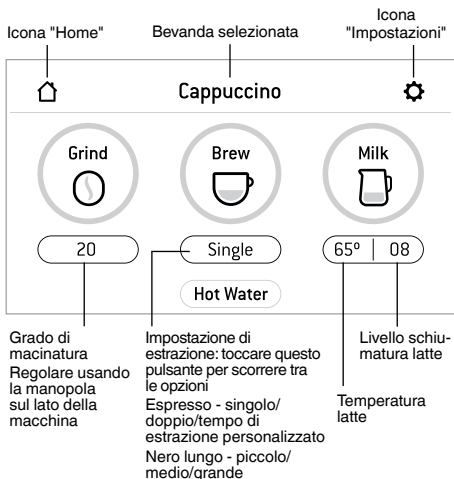 Icona "Home"
Bevanda selezionata
Icona
"Impostazioni"
Cappuccino
Grind
Brew
Milk
20
Single
65º | 08
Hot Water
Grado di
macinatura
Regolare usando
la manopola
sul lato della
macchina
Impostazione di
estrazione: toccare questo
pulsante per scorrere tra
le opzioni
Espresso - singolo/
doppio/tempo di
estrazione personalizzato
Nero lungo - piccolo/
medio/grande
Temperatura
latte
Livello schiu-
matura latte